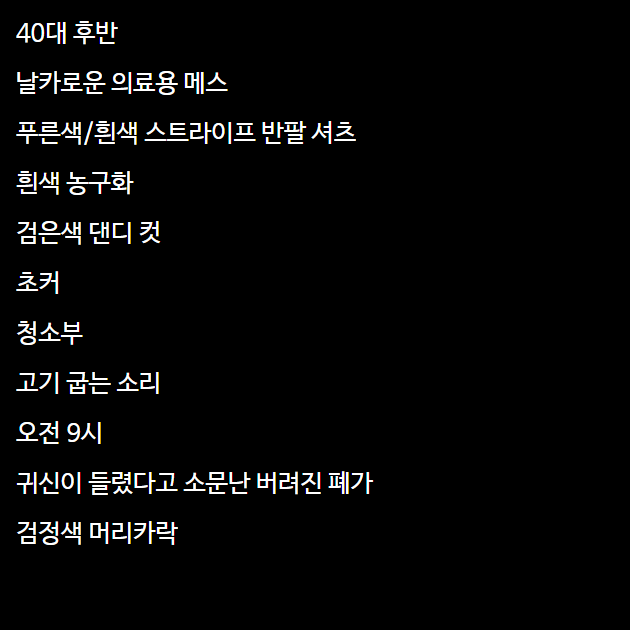 40대 후반
날카로운 의료용 메스
푸른색/흰색 스트라이프 반팔 셔츠
흰색 농구화
검은색 댄디 컷
초커
청소부
고기 굽는 소리
오전 9시
귀신이 들렸다고 소문난 버려진 폐가
검정색 머리카락